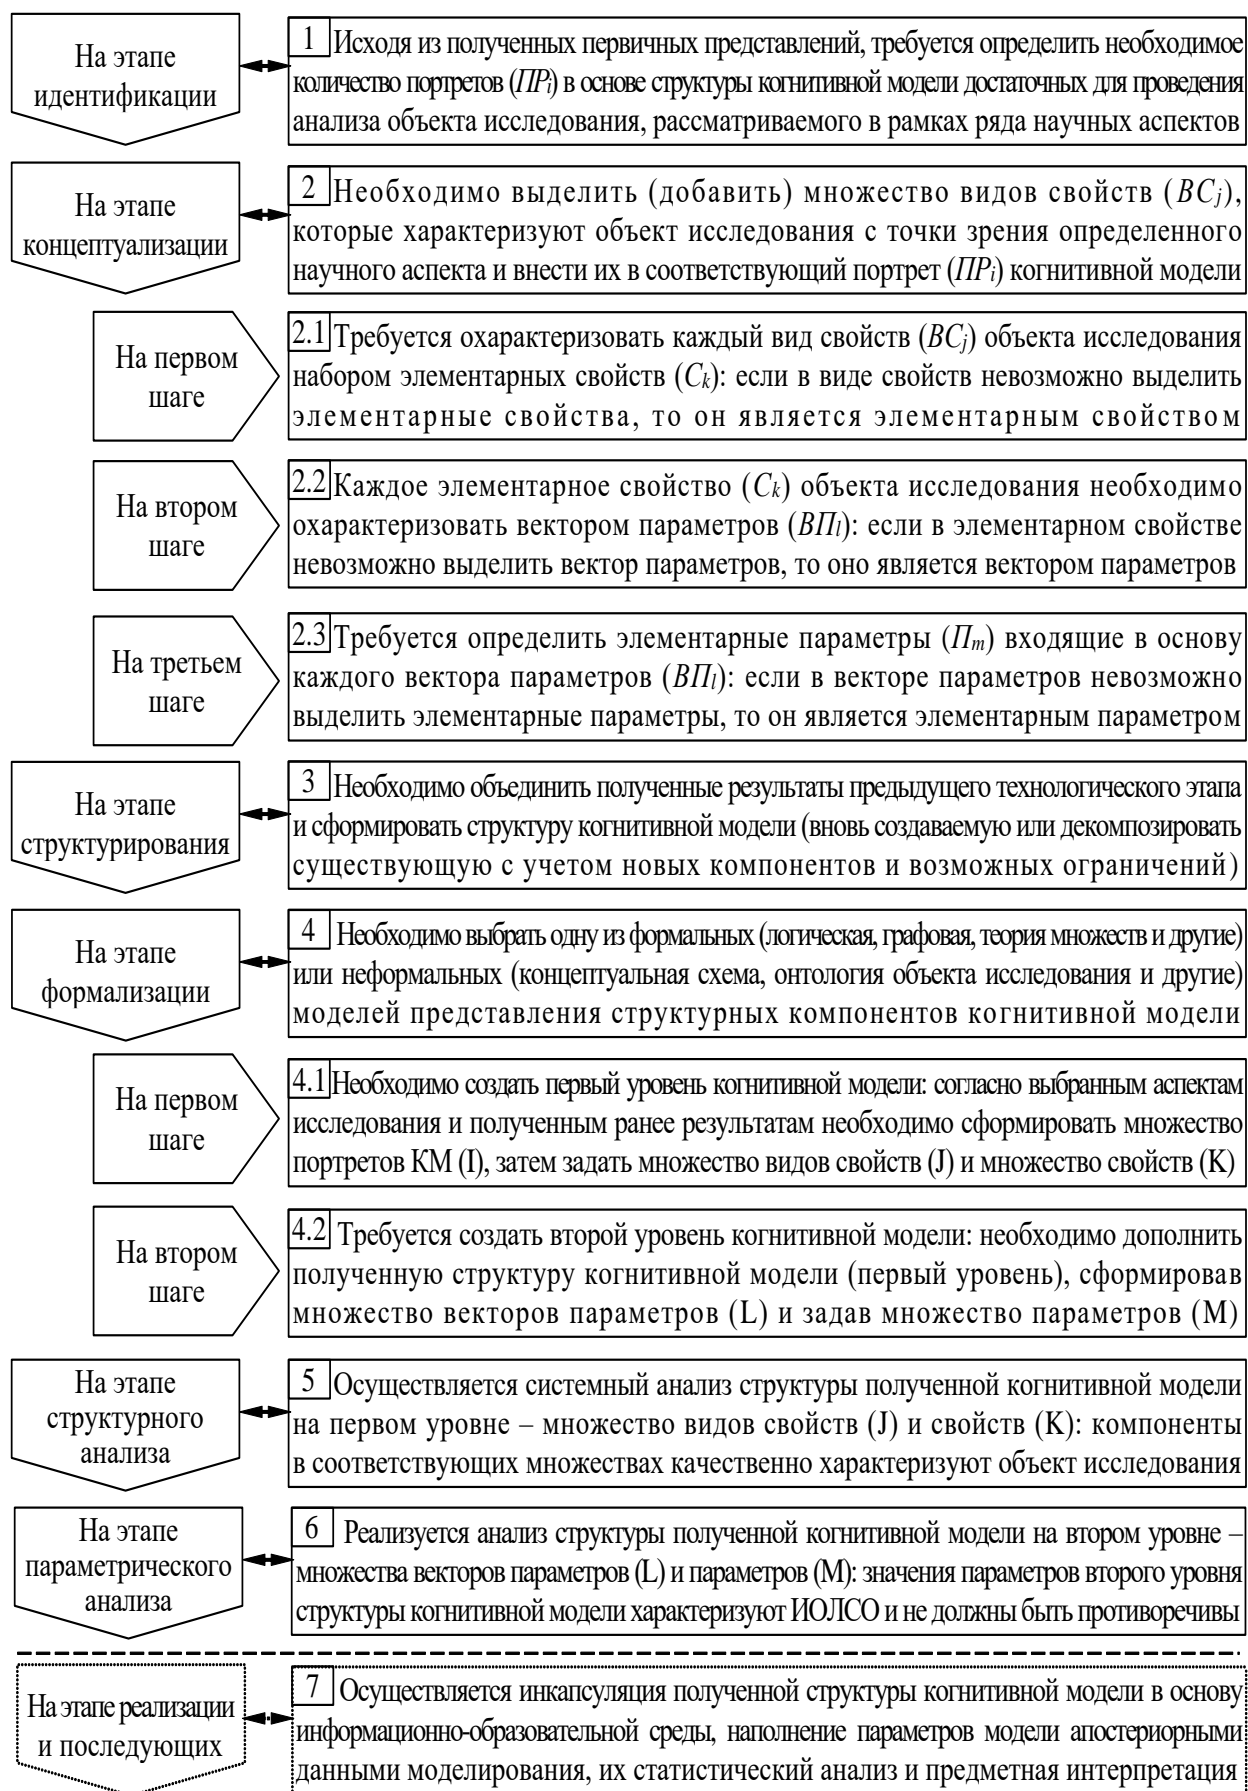 На этапе
идентификации
1 Исходя из полученных первичных представлений, требуется определить необходимое
количество портретов (ПРi) в основе структуры когнитивной модели достаточных для проведения
анализа объекта исследования, рассматриваемого в рамках ряда научных аспектов
На этапе
концептуализации
2 Необходимо выделить (добавить) множество видов свойств (ВСj),
которые характеризуют объект исследования с точки зрения определенного
научного аспекта и внести их в соответствующий портрет (ПРi) когнитивной модели
На первом
шаге
2.1 Требуется охарактеризовать каждый вид свойств (ВСj) объекта исследования
набором элементарных свойств (Сk): если в виде свойств невозможно выделить
элементарные свойства, то он является элементарным свойством
На втором
шаге
2.2 Каждое элементарное свойство (Сk) объекта исследования необходимо
охарактеризовать вектором параметров (ВПl): если в элементарном свойстве
невозможно выделить вектор параметров, то оно является вектором параметров
На третьем
шаге
2.3 Требуется определить элементарные параметры (Пm) входящие в основу
каждого вектора параметров (ВПl): если в векторе параметров невозможно
выделить элементарные параметры, то он является элементарным параметром
На этапе
структурирования
3 Необходимо объединить полученные результаты предыдущего технологического этапа
и сформировать структуру когнитивной модели (вновь создаваемую или декомпозировать
существующую с учетом новых компонентов и возможных ограничений)
На этапе
формализации
4 Необходимо выбрать одну из формальных (логическая, графовая, теория множеств и другие)
или неформальных (концептуальная схема, онтология объекта исследования и другие)
моделей представления структурных компонентов когнитивной модели
На первом
шаге
4.1 Необходимо создать первый уровень когнитивной модели: согласно выбранным аспектам
исследования и полученным ранее результатам необходимо сформировать множество
портретов КМ (I), затем задать множество видов свойств (J) и множество свойств (K)
На втором
шаге
4.2 Требуется создать второй уровень когнитивной модели: необходимо дополнить
полученную структуру когнитивной модели (первый уровень), сформировав
множество векторов параметров (L) и задав множество параметров (M)
На этапе
структурного
анализа
5 Осуществляется системный анализ структуры полученной когнитивной модели
на первом уровне – множество видов свойств (J) и свойств (K): компоненты
в соответствующих множествах качественно характеризуют объект исследования
На этапе
параметрического
анализа
6 Реализуется анализ структуры полученной когнитивной модели на втором уровне –
множества векторов параметров (L) и параметров (M): значения параметров второго уровня
структуры когнитивной модели характеризуют ИОЛСО и не должны быть противоречивы
На этапе реализации
и последующих
7 Осуществляется инкапсуляция полученной структуры когнитивной модели в основу
информационно-образовательной среды, наполнение параметров модели апостериорными
данными моделирования, их статистический анализ и предметная интерпретация